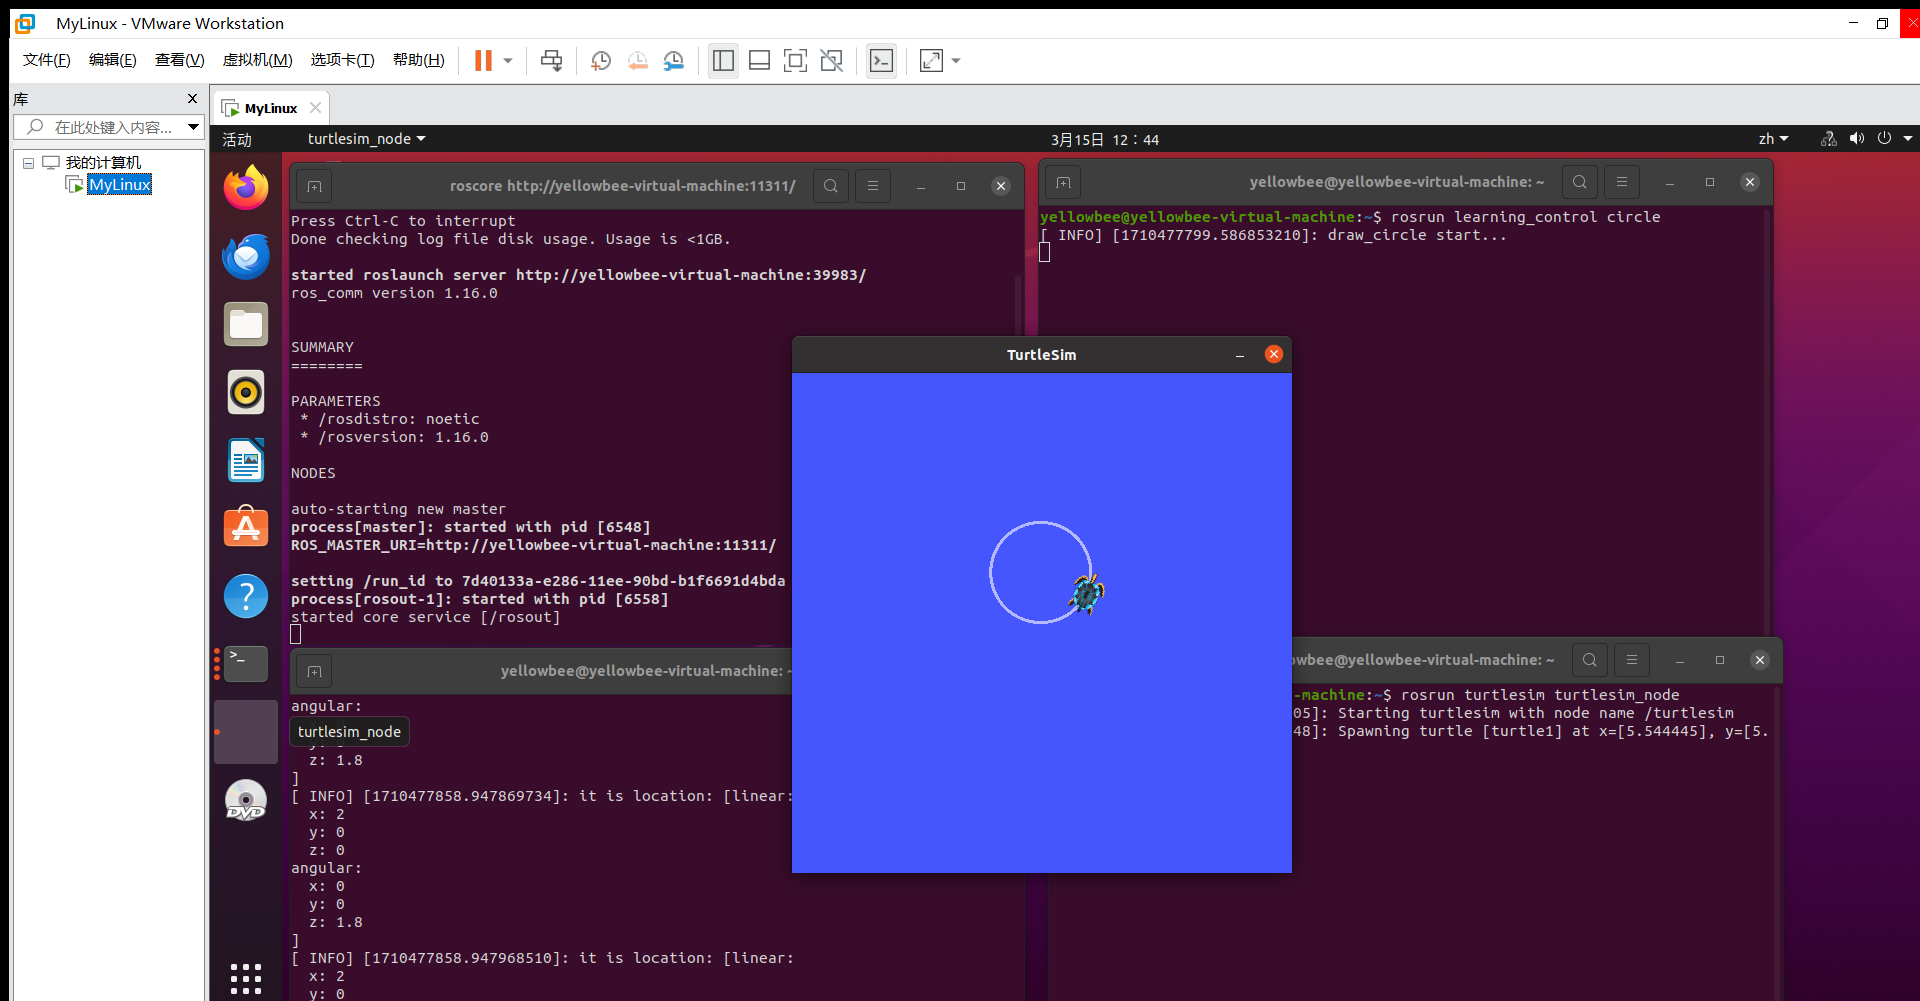 MyLinux - VMware Workstation
文件(F) 编辑(E) 查看(V) 虚拟机(M) 选项卡(T) 帮助(H)
库
在此处键入内容...
我的计算机
MyLinux
MyLinux
活动 turtlesim_node 3月15日 12：44 zh
roscore http://yellowbee-virtual-machine:11311/
Press Ctrl-C to interrupt
Done checking log file disk usage. Usage is <1GB.
started roslaunch server http://yellowbee-virtual-machine:39983/
ros_comm version 1.16.0
SUMMARY
========
PARAMETERS
* /rosdistro: noetic
* /rosversion: 1.16.0
NODES
auto-starting new master
process[master]: started with pid [6548]
ROS_MASTER_URI=http://yellowbee-virtual-machine:11311/
setting /run_id to 7d40133a-e286-11ee-90bd-b1f6691d4bda
process[rosout-1]: started with pid [6558]
started core service [/rosout]
yellowbee@yellowbee-virtual-machine: ~
yellowbee@yellowbee-virtual-machine:~$ rosrun learning_control circle
[ INFO] [1710477799.586853210]: draw_circle start...
TurtleSim
yellowbee@yellowbee-virtual-machine: ~
angular:
turtlesim_node
z: 1.8
]
[ INFO] [1710477858.947869734]: it is location: [linear:
x: 2
y: 0
z: 0
angular:
x: 0
y: 0
z: 1.8
]
[ INFO] [1710477858.947968510]: it is location: [linear:
x: 2
y: 0
wbee@yellowbee-virtual-machine: ~
-machine:~$ rosrun turtlesim turtlesim_node
05]: Starting turtlesim with node name /turtlesim
48]: Spawning turtle [turtle1] at x=[5.544445], y=[5.
DVD